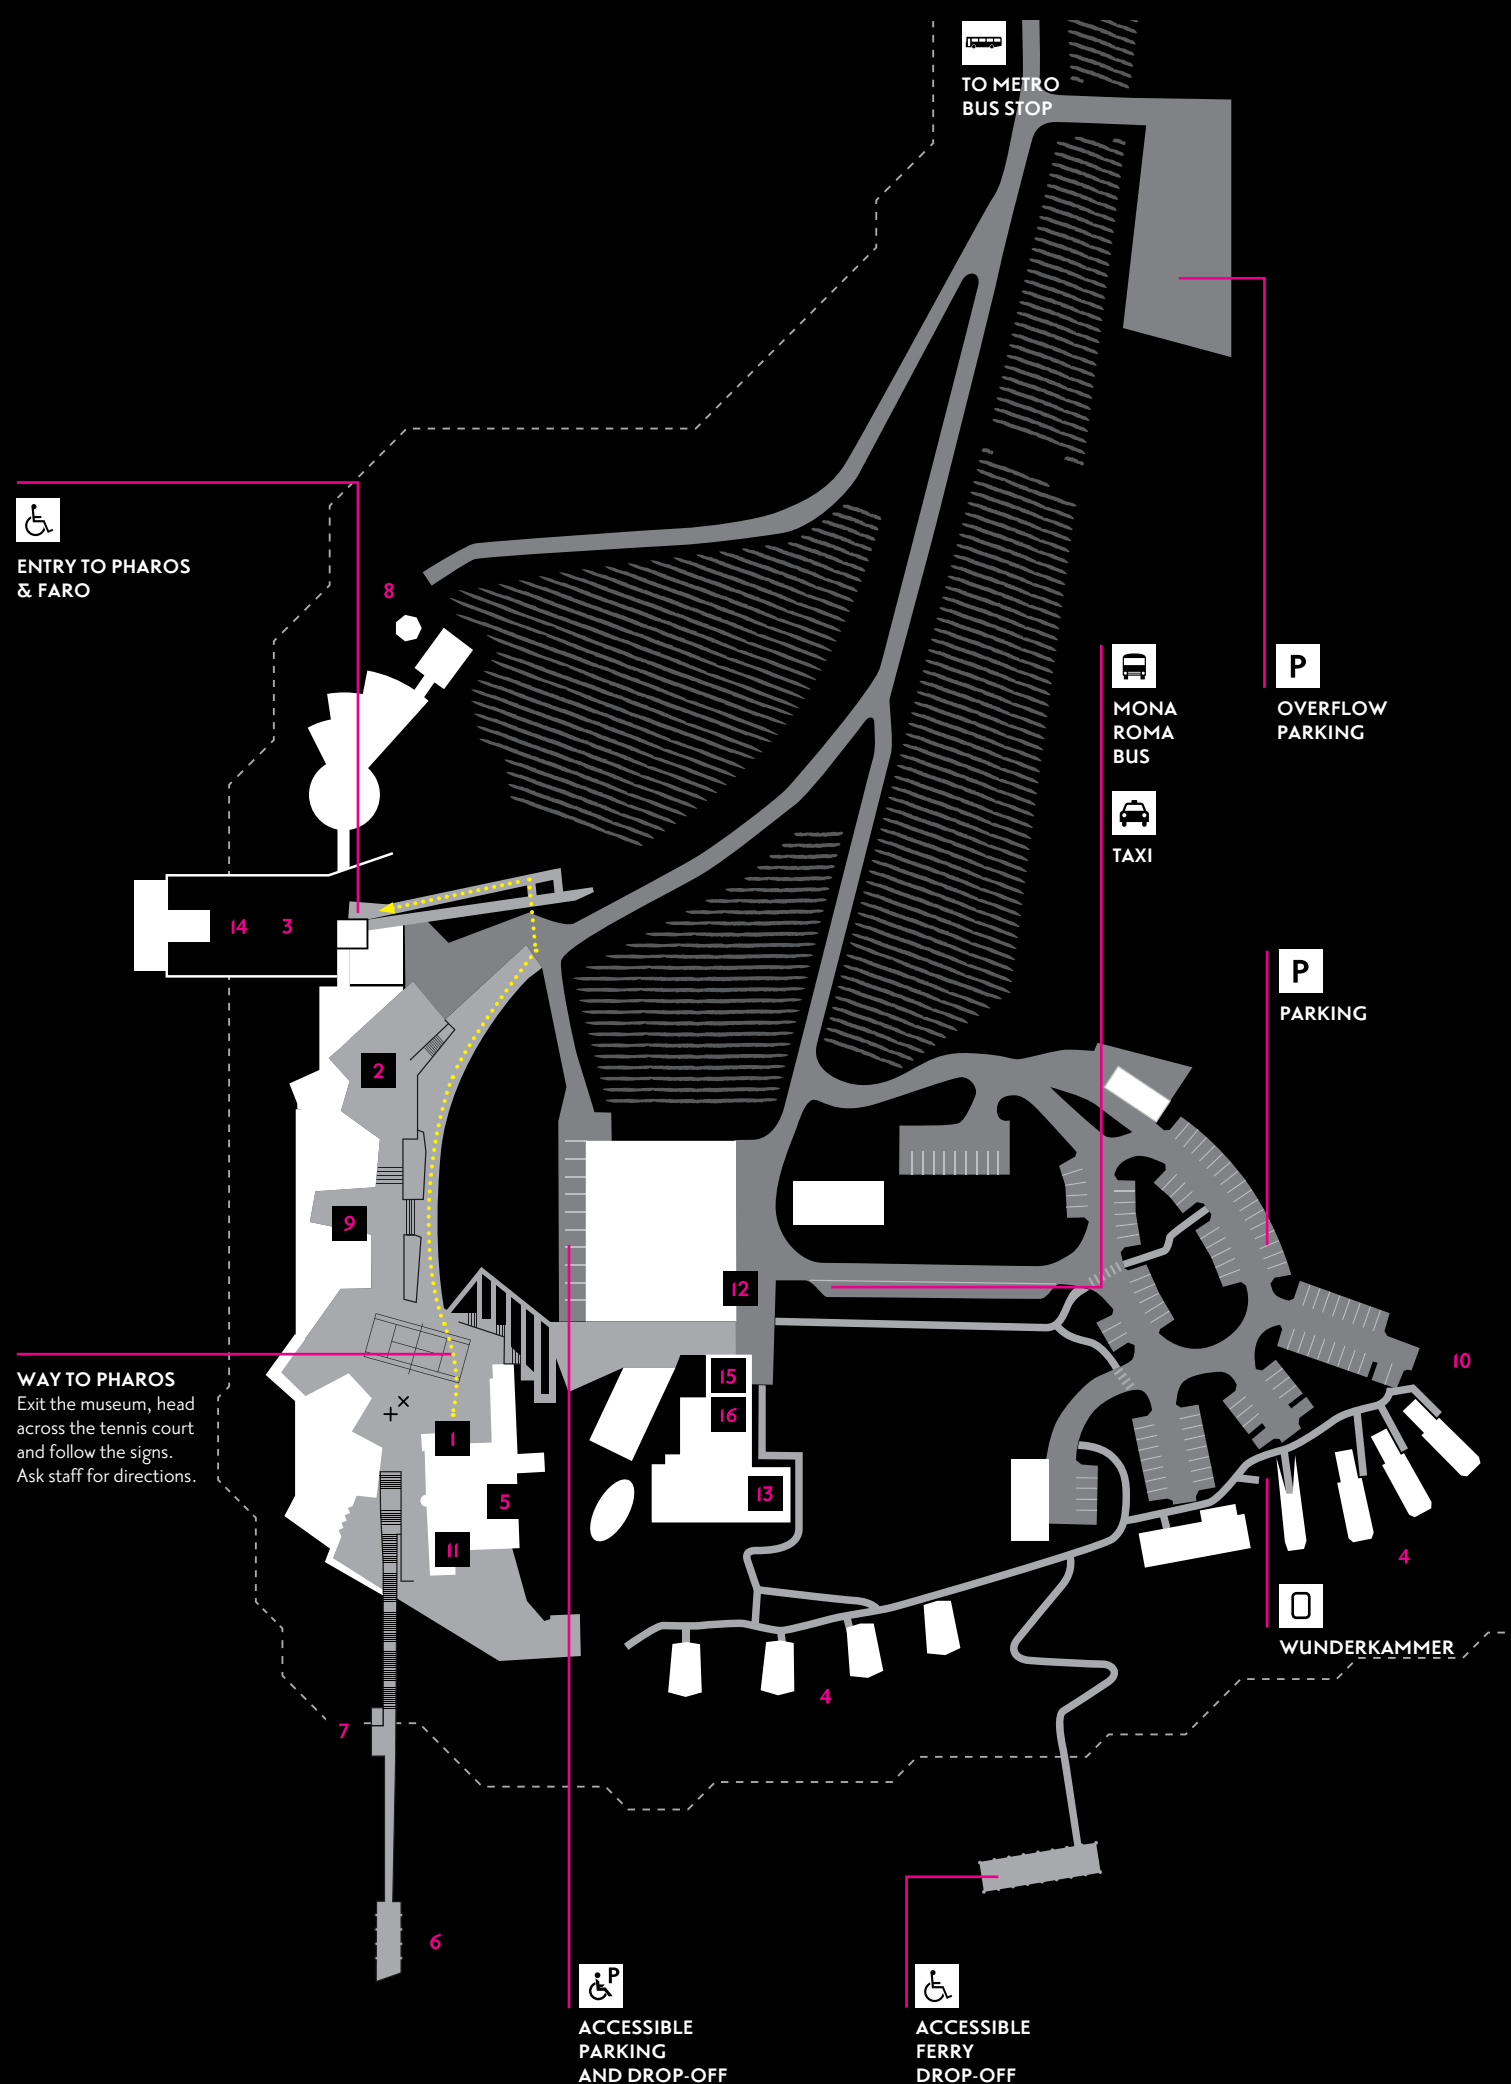 TO METRO
BUS STOP
ENTRY TO PHAROS
& FARO
8
MONA
ROMA
BUS
P
OVERFLOW
PARKING
TAXI
14
3
P
PARKING
2
9
12
WAY TO PHAROS
Exit the museum, head
across the tennis court
and follow the signs.
Ask staff for directions.
10
15
16
1
5
13
11
4
WUNDERKAMMER
4
7
6
P
ACCESSIBLE
PARKING
AND DROP-OFF
ACCESSIBLE
FERRY
DROP-OFF